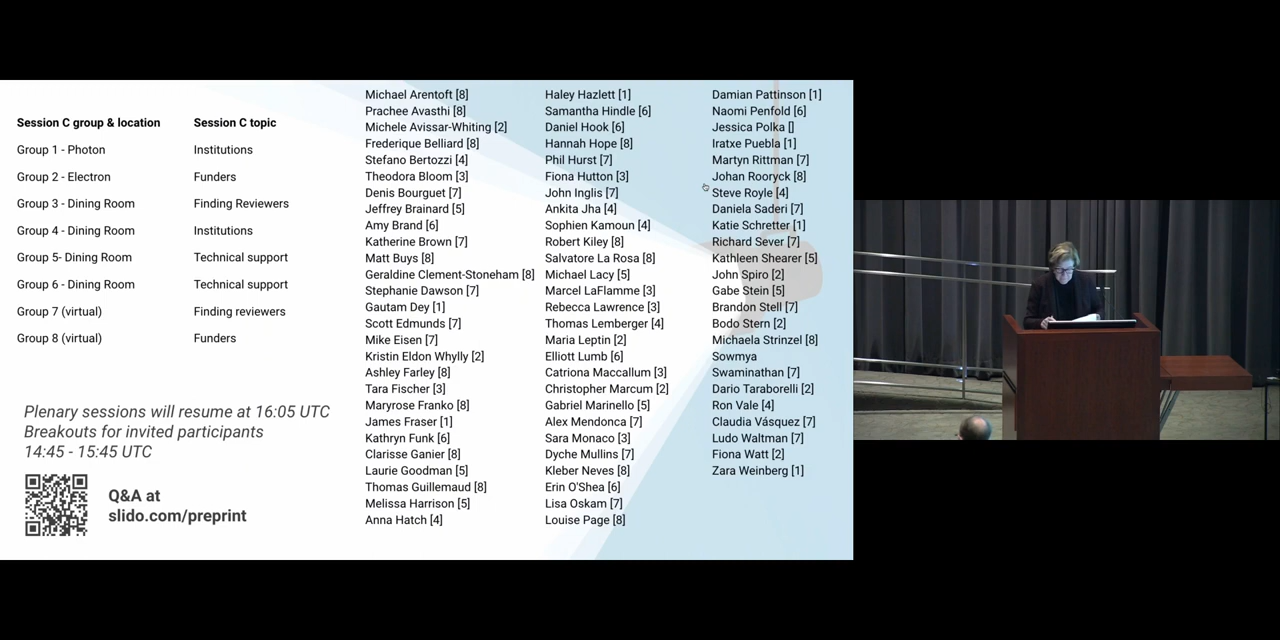 Session C group & location Session C topic
Group 1 - Photon Institutions
Group 2 - Electron Funders
Group 3 - Dining Room Finding Reviewers
Group 4 - Dining Room Institutions
Group 5- Dining Room Technical support
Group 6 - Dining Room Technical support
Group 7 (virtual) Finding reviewers
Group 8 (virtual) Funders
Plenary sessions will resume at 16:05 UTC
Breakouts for invited participants
14:45 - 15:45 UTC
Q&A at
slido.com/preprint
Michael Arentoft [8]
Prachee Avasthi [8]
Michele Avissar-Whiting [2]
Frederique Belliard [8]
Stefano Bertozzi [4]
Theodora Bloom [3]
Denis Bourguet [7]
Jeffrey Brainard [5]
Amy Brand [6]
Katherine Brown [7]
Matt Buys [8]
Geraldine Clement-Stoneham [8]
Stephanie Dawson [7]
Gautam Dey [1]
Scott Edmunds [7]
Mike Eisen [7]
Kristin Eldon Whylly [2]
Ashley Farley [8]
Tara Fischer [3]
Maryrose Franko [8]
James Fraser [1]
Kathryn Funk [6]
Clarisse Ganier [8]
Laurie Goodman [5]
Thomas Guillemaud [8]
Melissa Harrison [5]
Anna Hatch [4]
Haley Hazlett [1]
Samantha Hindle [6]
Daniel Hook [6]
Hannah Hope [8]
Phil Hurst [7]
Fiona Hutton [3]
John Inglis [7]
Ankita Jha [4]
Sophien Kamoun [4]
Robert Kiley [8]
Salvatore La Rosa [8]
Michael Lacy [5]
Marcel LaFlamme [3]
Rebecca Lawrence [3]
Thomas Lemberger [4]
Maria Leptin [2]
Elliott Lumb [6]
Catriona Maccallum [3]
Christopher Marcum [2]
Gabriel Marinello [5]
Alex Mendonca [7]
Sara Monaco [3]
Dyche Mullins [7]
Kleber Neves [8]
Erin O'Shea [6]
Lisa Oskam [7]
Louise Page [8]
Damian Pattinson [1]
Naomi Penfold [6]
Jessica Polka []
Iratxe Puebla [1]
Martyn Rittman [7]
Johan Rooryck [8]
Steve Royle [4]
Daniela Saderi [7]
Katie Schretter [1]
Richard Sever [7]
Kathleen Shearer [5]
John Spiro [2]
Gabe Stein [5]
Brandon Stell [7]
Bodo Stern [2]
Michaela Strinzel [8]
Sowmya
Swaminathan [7]
Dario Taraborelli [2]
Ron Vale [4]
Claudia Vásquez [7]
Ludo Waltman [7]
Fiona Watt [2]
Zara Weinberg [1]